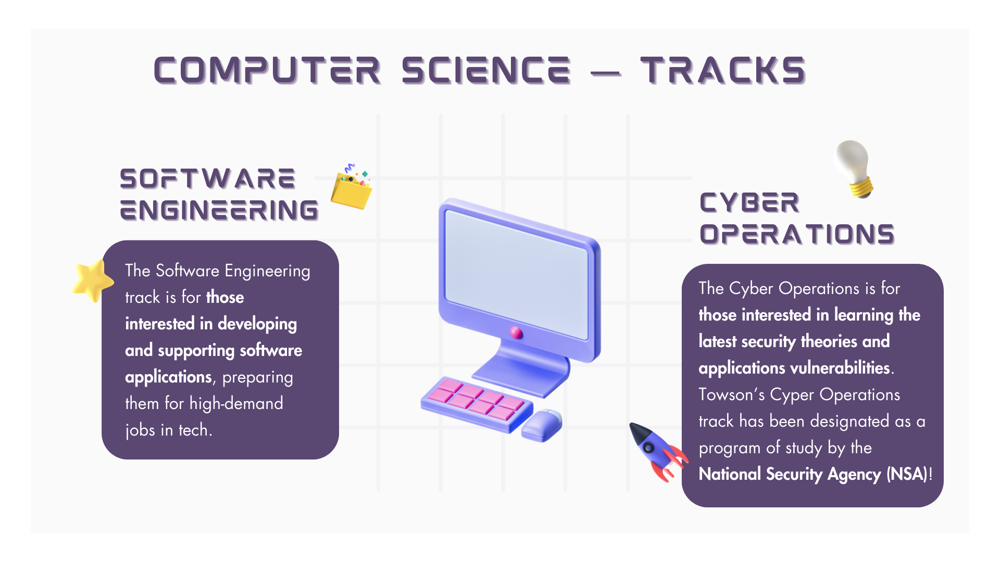 COMPUTER SCIENCE — TRACKS
SOFTWARE
ENGINEERING
The Software Engineering
track is for those
interested in developing
and supporting software
applications, preparing
them for high-demand
jobs in tech.
CYBER
OPERATIONS
The Cyber Operations is for
those interested in learning the
latest security theories and
applications vulnerabilities.
Towson’s Cyper Operations
track has been designated as a
program of study by the
National Security Agency (NSA)!